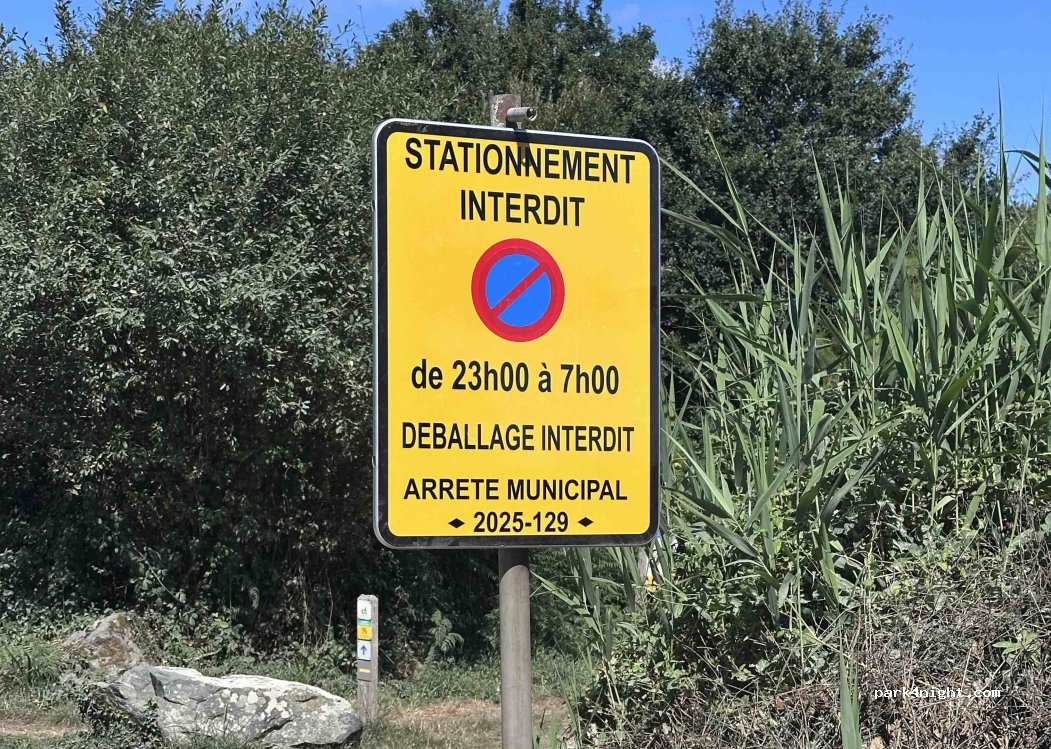 STATIONNEMENT
INTERDIT
de 23h00 à 7h00
DEBALLAGE INTERDIT
ARRETE MUNICIPAL
2025-129
park4night.com